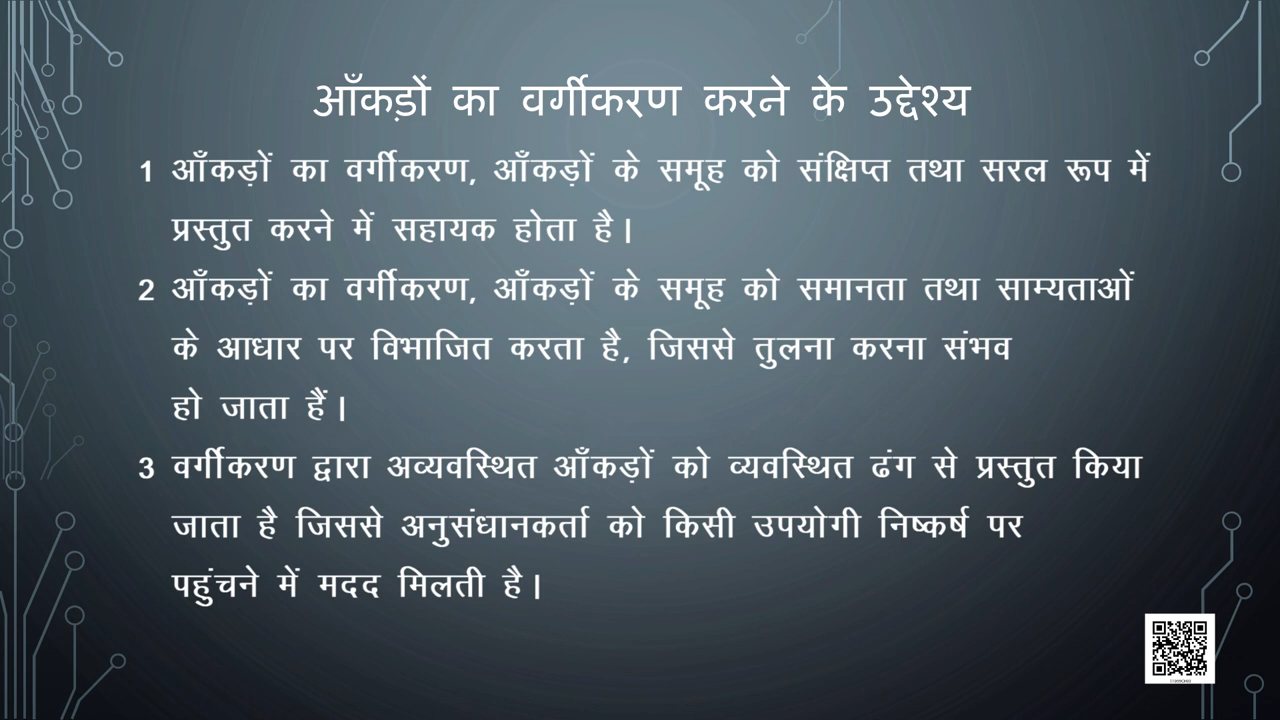 आँकड़ों का वर्गीकरण करने के उद्देश्य
1 आँकड़ों का वर्गीकरण, आँकड़ों के समूह को संक्षिप्त तथा सरल रूप में
प्रस्तुत करने में सहायक होता है।
2 आँकड़ों का वर्गीकरण, आँकड़ों के समूह को समानता तथा साम्यताओं
के आधार पर विभाजित करता है, जिससे तुलना करना संभव
हो जाता हैं।
3 वर्गीकरण द्वारा अव्यवस्थित आँकड़ों को व्यवस्थित ढंग से प्रस्तुत किया
जाता है जिससे अनुसंधानकर्ता को किसी उपयोगी निष्कर्ष पर
पहुंचने में मदद मिलती है।